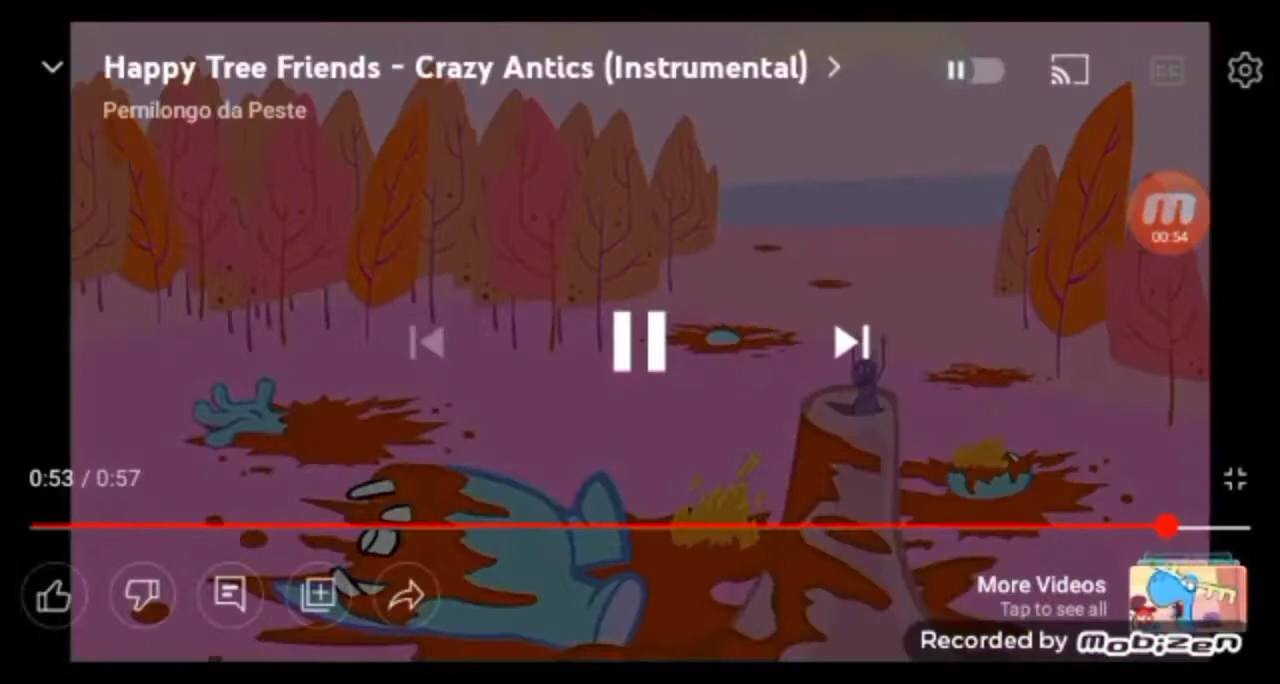 Happy Tree Friends - Crazy Antics (Instrumental)
Pernilongo da Peste
CC
00:54
0:53 / 0:57
More Videos
Tap to see all
Recorded by mobizen